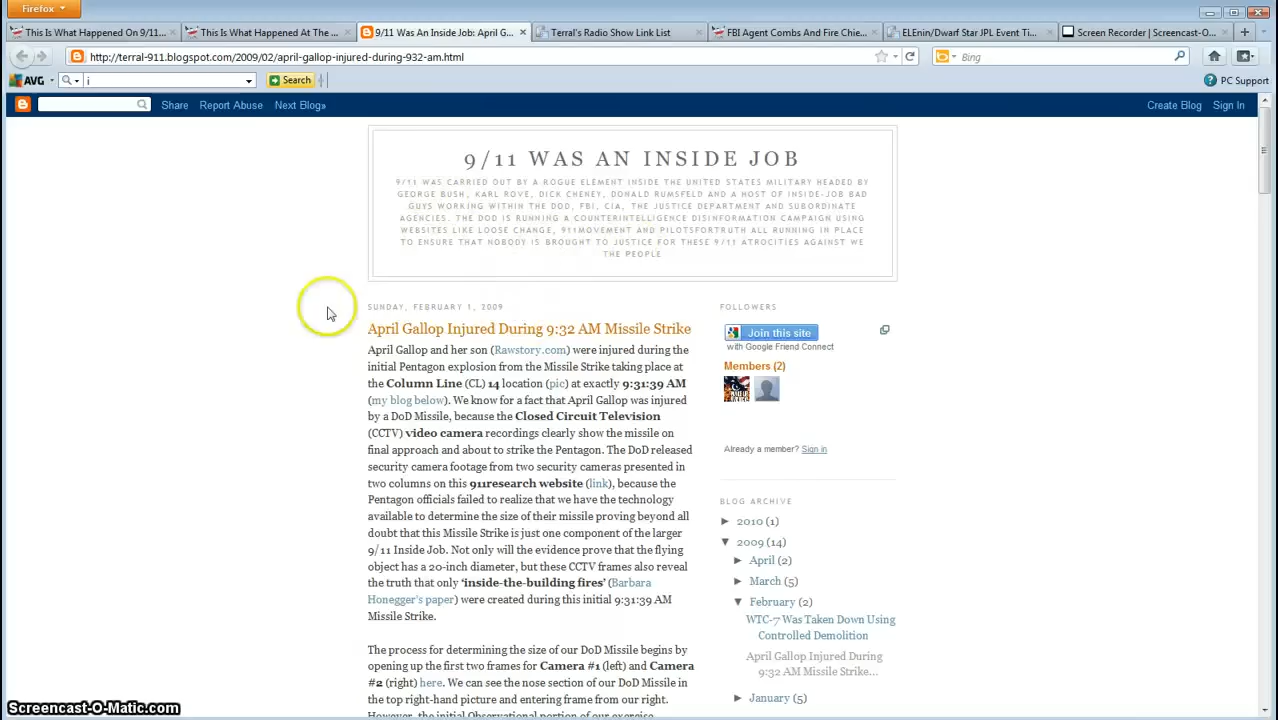 Firefox
This Is What Happened On 9/11...
This Is What Happened At The ...
9/11 Was An Inside Job: April G...
Terral's Radio Show Link List
FBI Agent Combs And Fire Chie...
ELEnin/Dwarf Star JPL Event Ti...
Screen Recorder | Screencast-O...
http://terral-911.blogspot.com/2009/02/april-gallop-injured-during-932-am.html
Bing
AVG
i
Search
PC Support
Share
Report Abuse
Next Blog»
Create Blog
Sign In
9/11 WAS AN INSIDE JOB
9/11 WAS CARRIED OUT BY A ROGUE ELEMENT INSIDE THE UNITED STATES MILITARY HEADED BY
GEORGE BUSH, KARL ROVE, DICK CHENEY, DONALD RUMSFELD AND A HOST OF INSIDE-JOB BAD
GUYS WORKING WITHIN THE DOD, FBI, CIA, THE JUSTICE DEPARTMENT AND SUBORDINATE
AGENCIES. THE DOD IS RUNNING A COUNTERINTELLIGENCE DISINFORMATION CAMPAIGN USING
WEBSITES LIKE LOOSE CHANGE, 911MOVEMENT AND PILOTSFORTRUTH ALL RUNNING IN PLACE
TO ENSURE THAT NOBODY IS BROUGHT TO JUSTICE FOR THESE 9/11 ATROCITIES AGAINST WE
THE PEOPLE
SUNDAY, FEBRUARY 1, 2009
April Gallop Injured During 9:32 AM Missile Strike
April Gallop and her son (Rawstory.com) were injured during the
initial Pentagon explosion from the Missile Strike taking place at
the Column Line (CL) 14 location (pic) at exactly 9:31:39 AM
(my blog below). We know for a fact that April Gallop was injured
by a DoD Missile, because the Closed Circuit Television
(CCTV) video camera recordings clearly show the missile on
final approach and about to strike the Pentagon. The DoD released
security camera footage from two security cameras presented in
two columns on this 911research website (link), because the
Pentagon officials failed to realize that we have the technology
available to determine the size of their missile proving beyond all
doubt that this Missile Strike is just one component of the larger
9/11 Inside Job. Not only will the evidence prove that the flying
object has a 20-inch diameter, but these CCTV frames also reveal
the truth that only 'inside-the-building fires' (Barbara
Honegger's paper) were created during this initial 9:31:39 AM
Missile Strike.
The process for determining the size of our DoD Missile begins by
opening up the first two frames for Camera #1 (left) and Camera
#2 (right) here. We can see the nose section of our DoD Missile in
the top right-hand picture and entering frame from our right.
However, the initial Observational portion of our exercise
FOLLOWERS
Join this site
with Google Friend Connect
Members (2)
Already a member? Sign in
BLOG ARCHIVE
► 2010 (1)
▼ 2009 (14)
► April (2)
► March (5)
▼ February (2)
WTC-7 Was Taken Down Using
Controlled Demolition
April Gallop Injured During
9:32 AM Missile Strike...
► January (5)
Screencast-O-Matic.com